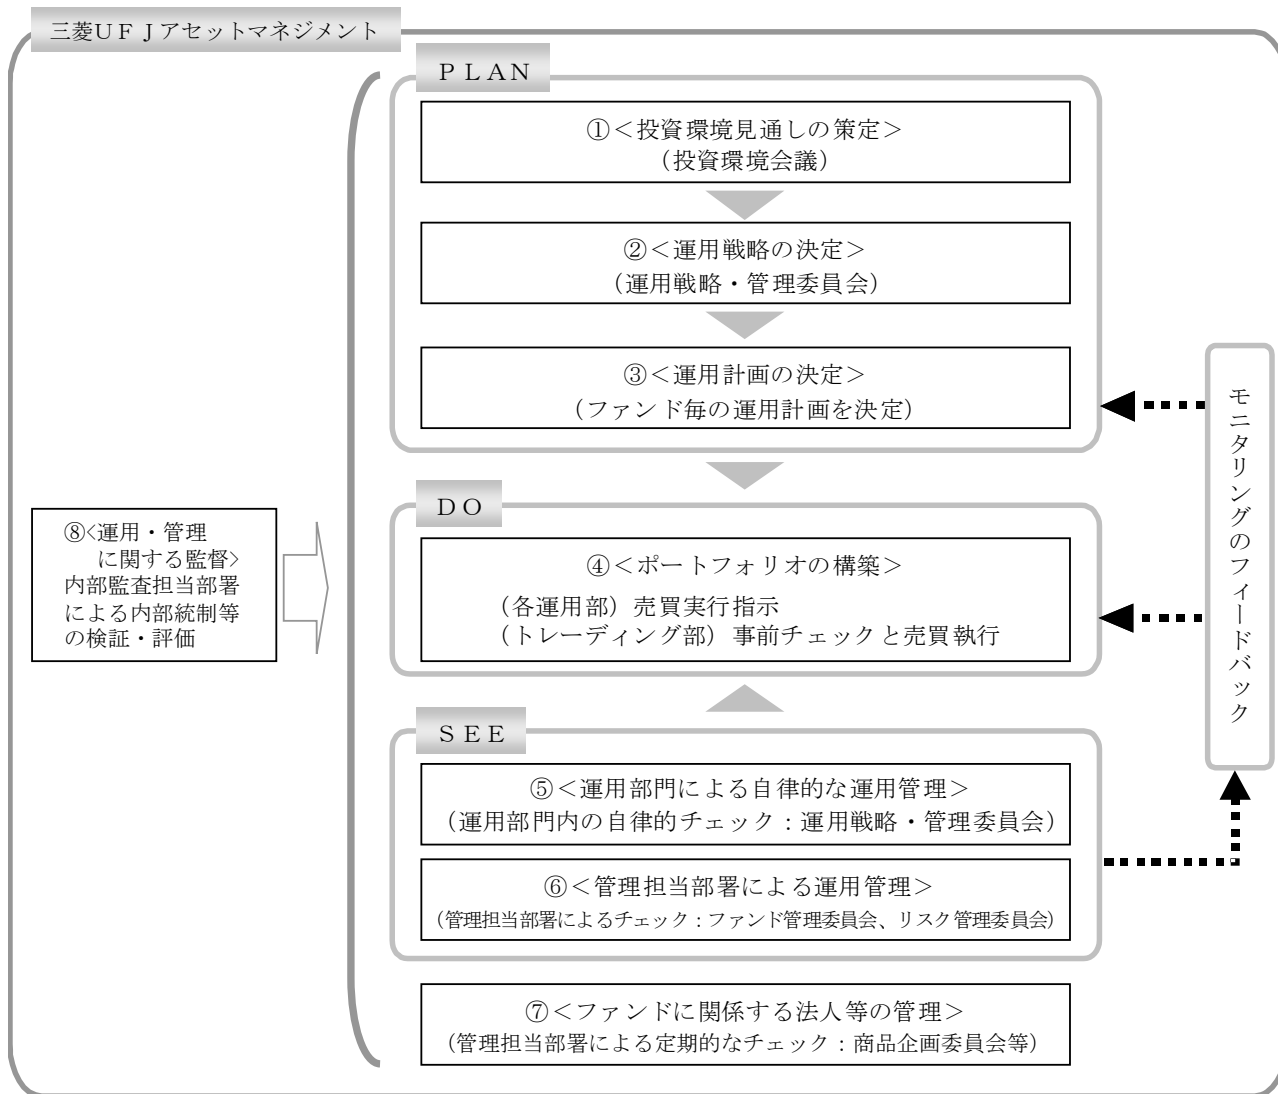 三菱ＵＦＪアセットマネジメント
ＰＬＡＮ
①＜投資環境見通しの策定＞
（投資環境会議）
②＜運用戦略の決定＞
（運用戦略・管理委員会）
③＜運用計画の決定＞
（ファンド毎の運用計画を決定）
ＤＯ
④＜ポートフォリオの構築＞
（各運用部）売買実行指示
（トレーディング部）事前チェックと売買執行
ＳＥＥ
⑤＜運用部門による自律的な運用管理＞
（運用部門内の自律的チェック：運用戦略・管理委員会）
⑥＜管理担当部署による運用管理＞
（管理担当部署によるチェック：ファンド管理委員会、リスク管理委員会）
⑦＜ファンドに関係する法人等の管理＞
（管理担当部署による定期的なチェック：商品企画委員会等）
⑧<運用・管理
に関する監督>
内部監査担当部署
による内部統制等
の検証・評価
モニタリングのフィードバック